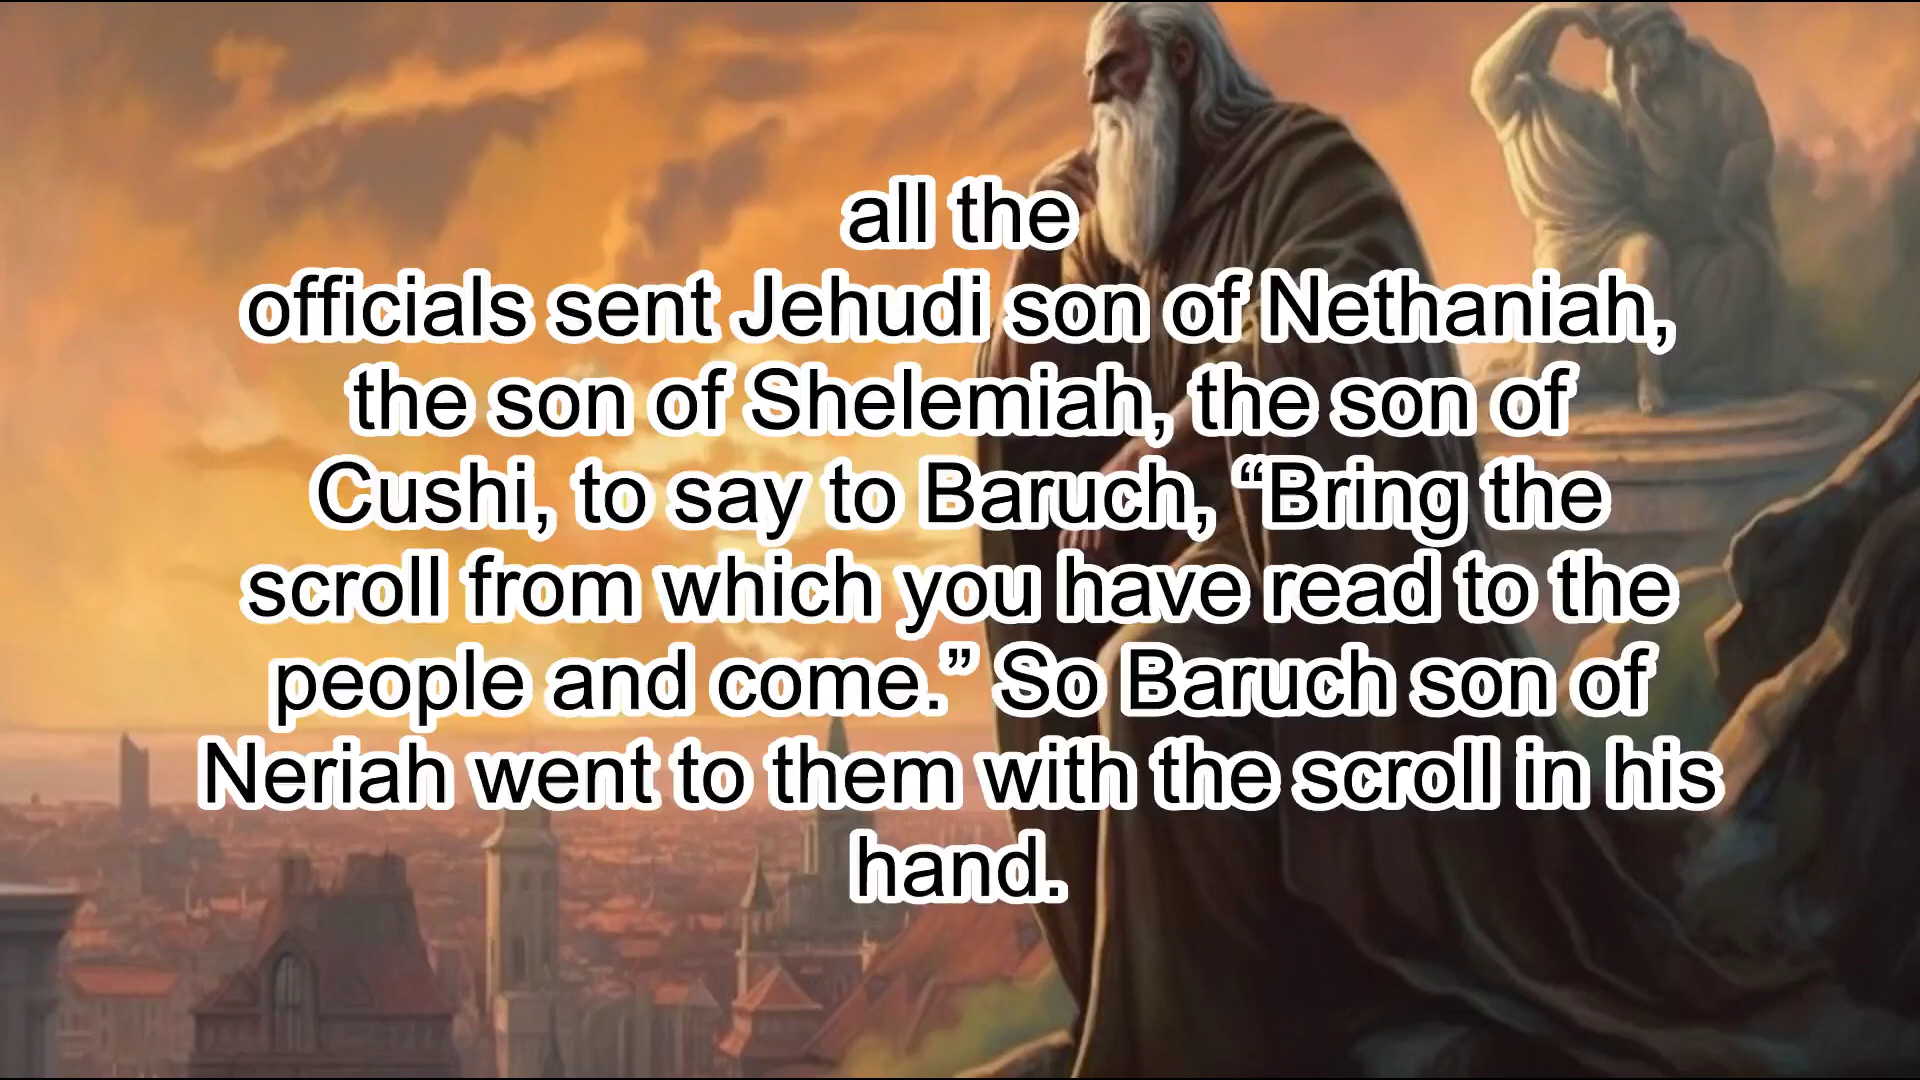 all the
officials sent Jehudi son of Nethaniah,
the son of Shelemiah, the son of
Cushi, to say to Baruch, “Bring the
scroll from which you have read to the
people and come.” So Baruch son of
Neriah went to them with the scroll in his
hand.